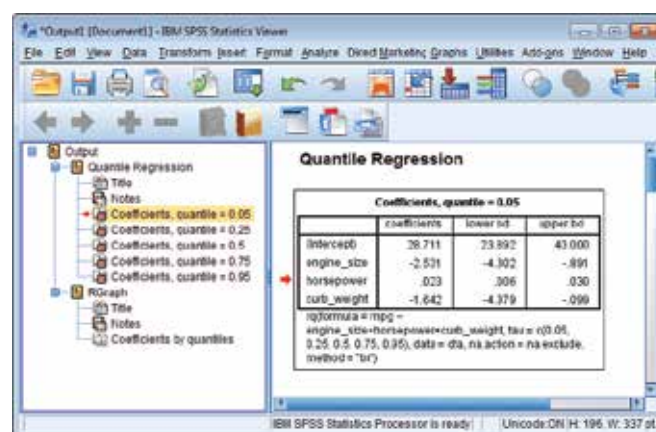 *Output1 [Document1] - IBM SPSS Statistics Viewer
File Edit View Data Transform Insert Format Analyze Direct Marketing Graphs Utilities Add-ons Window Help
Output
Quantile Regression
Title
Notes
Coefficients, quantile = 0.05
Coefficients, quantile = 0.25
Coefficients, quantile = 0.5
Coefficients, quantile = 0.75
Coefficients, quantile = 0.95
RGraph
Title
Notes
Coefficients by quantiles
Quantile Regression
Coefficients, quantile = 0.05
coefficients lower bd upper bd
(Intercept) 28.711 23.892 43.000
engine_size -2.531 -4.302 -.891
horsepower .023 .006 .030
curb_weight -1.642 -4.379 -.099
rq(formula = mpg ~
engine_size+horsepower+curb_weight, tau = c(0.05,
0.25, 0.5, 0.75, 0.95), data = dta, na.action = na.exclude,
method = "br")
IBM SPSS Statistics Processor is ready Unicode:ON H: 196, W: 337 pt.